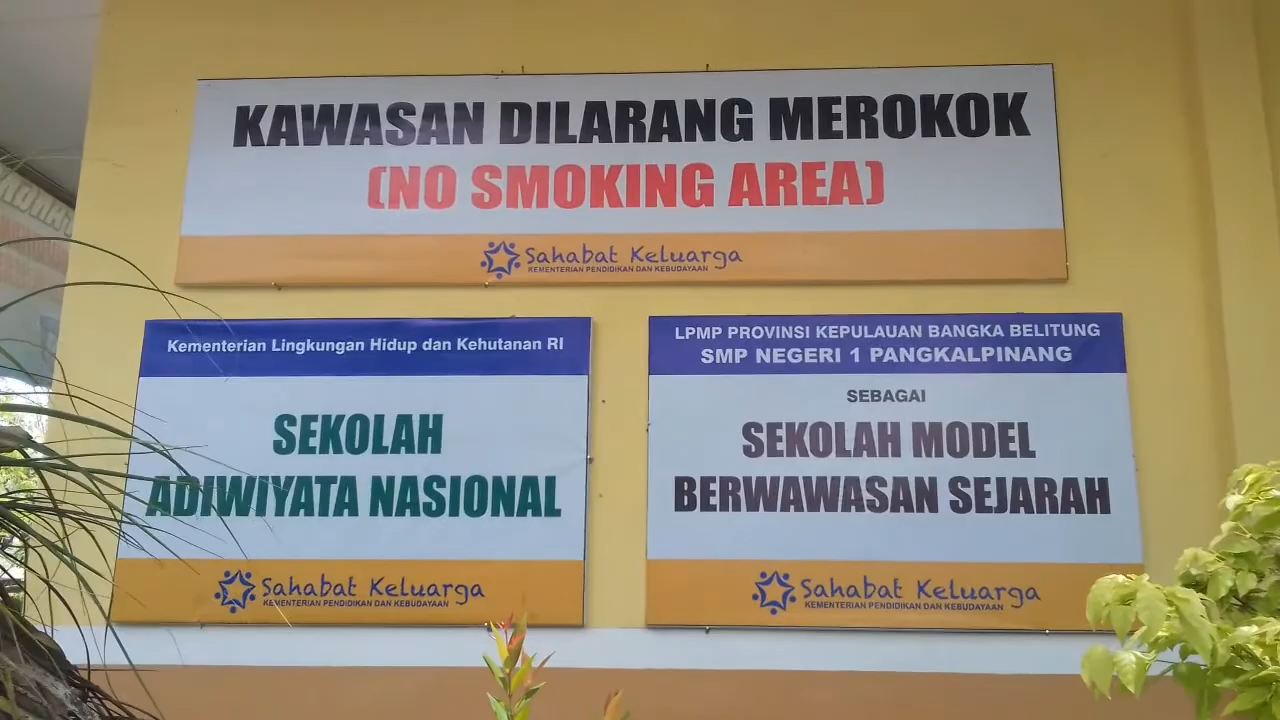 KAWASAN DILARANG MEROKOK
(NO SMOKING AREA)
Sahabat Keluarga
KEMENTERIAN PENDIDIKAN DAN KEBUDAYAAN
Kementerian Lingkungan Hidup dan Kehutanan RI
SEKOLAH
ADIWIYATA NASIONAL
Sahabat Keluarga
KEMENTERIAN PENDIDIKAN DAN KEBUDAYAAN
LPMP PROVINSI KEPULAUAN BANGKA BELITUNG
SMP NEGERI 1 PANGKALPINANG
SEBAGAI
SEKOLAH MODEL
BERWAWASAN SEJARAH
Sahabat Keluarga
KEMENTERIAN PENDIDIKAN DAN KEBUDAYAAN